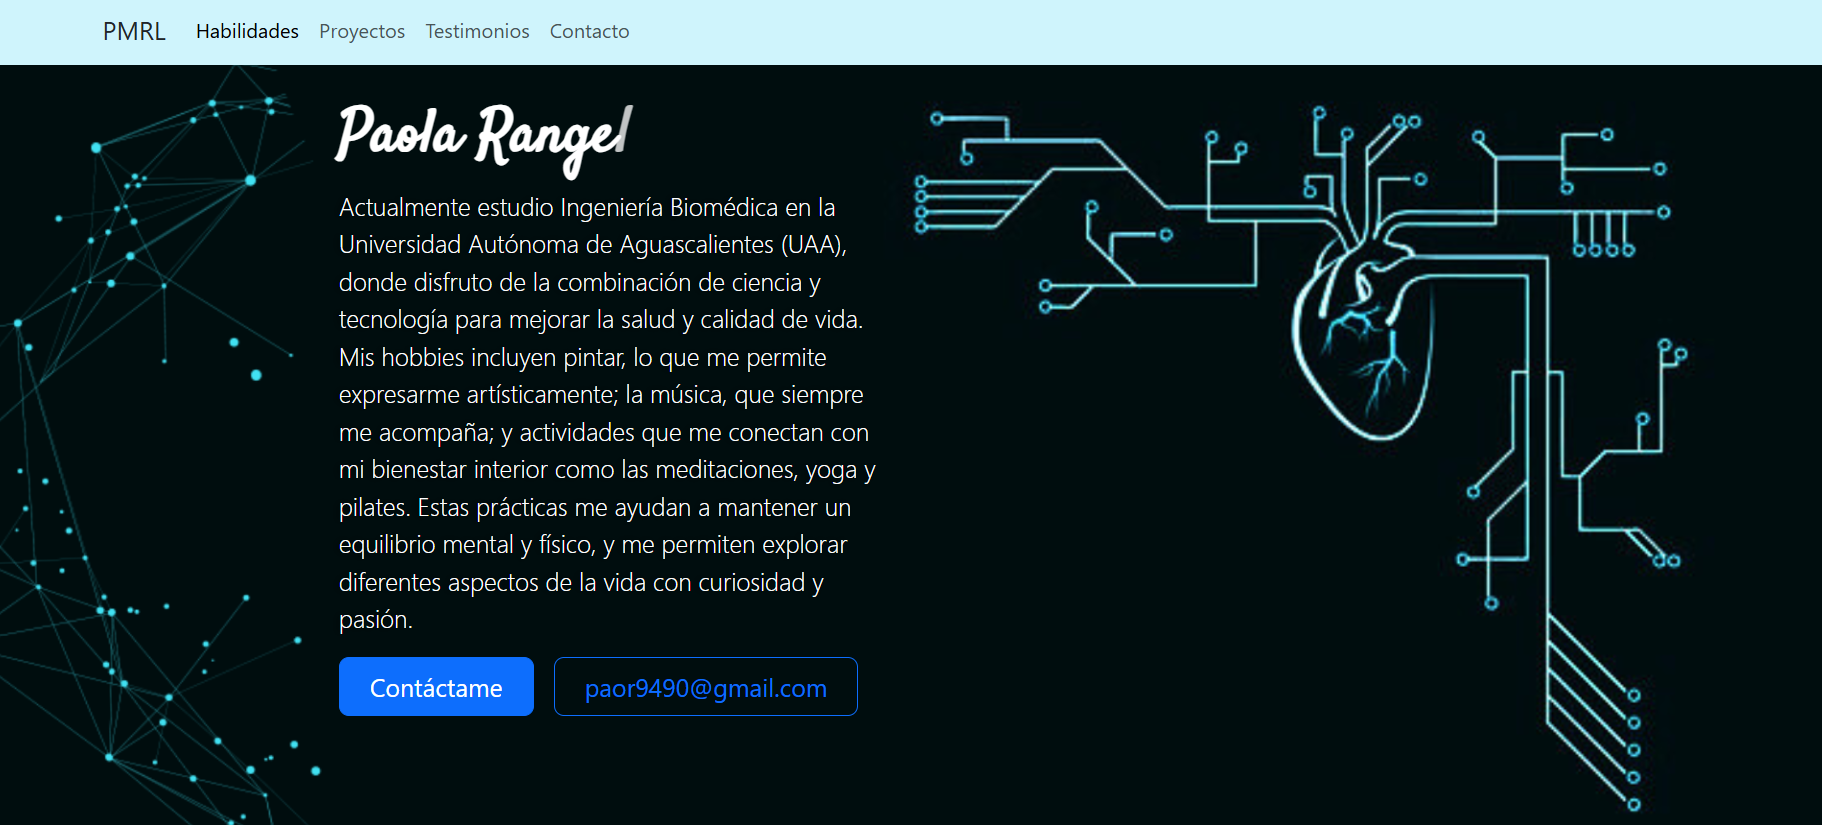 PMRL Habilidades Proyectos Testimonios Contacto
Paola Rangel
Actualmente estudio Ingeniería Biomédica en la
Universidad Autónoma de Aguascalientes (UAA),
donde disfruto de la combinación de ciencia y
tecnología para mejorar la salud y calidad de vida.
Mis hobbies incluyen pintar, lo que me permite
expresarme artísticamente; la música, que siempre
me acompaña; y actividades que me conectan con
mi bienestar interior como las meditaciones, yoga y
pilates. Estas prácticas me ayudan a mantener un
equilibrio mental y físico, y me permiten explorar
diferentes aspectos de la vida con curiosidad y
pasión.
Contáctame paor9490@gmail.com